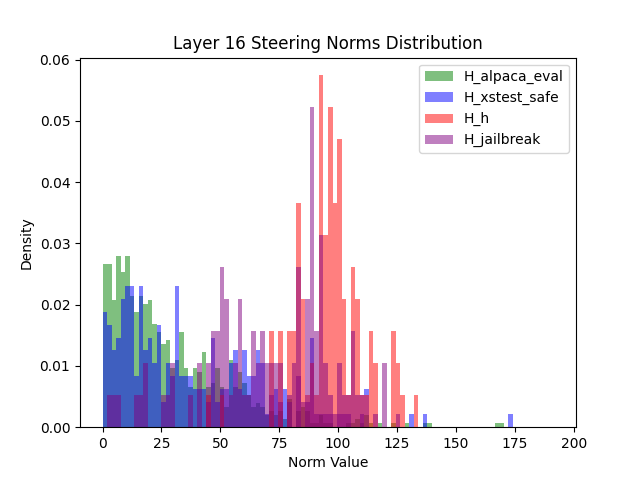 Layer 16 Steering Norms Distribution
H_alpaca_eval
H_xstest_safe
H_h
H_jailbreak
Density
0.06
0.05
0.04
0.03
0.02
0.01
0.00
0 25 50 75 100 125 150 175 200
Norm Value